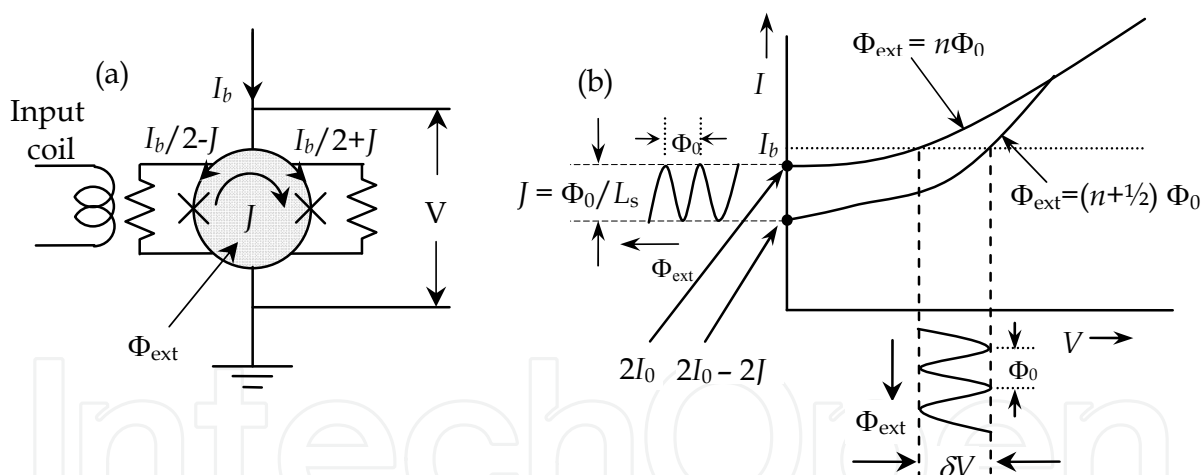 (a)
I_b
Input
coil
I_b/2-J
I_b/2+J
J
V
Φ_ext
(b)
I
Φ_ext = nΦ_0
Φ_0
I_b
J = Φ_0/L_s
Φ_ext=(n+½) Φ_0
Φ_ext
2I_0
2I_0 – 2J
V
Φ_0
Φ_ext
δV
IntechOpen